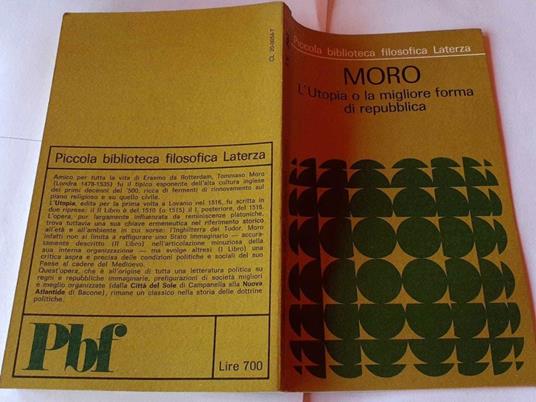 Piccola biblioteca filosofica Laterza
MORO
L'Utopia o la migliore forma
di repubblica
CL 20-0054-7
Piccola biblioteca filosofica Laterza
Amico per tutta la vita di Erasmo da Rotterdam, Tommaso Moro
(Londra 1478-1535) fu il tipico esponente dell'alta cultura inglese
dei primi decenni del '500, ricca di fermenti di rinnovamento sul
piano religioso e su quello civile.
L'Utopia, edita per la prima volta a Lovanio nel 1516, fu scritta in
due riprese: il II Libro è del 1510 (o 1515) il I, posteriore, del 1516.
L'opera, pur largamente influenzata da reminiscenze platoniche,
trova tuttavia una sua chiave ermeneutica nel riferimento storico
all'età e all'ambiente in cui sorse: l'Inghilterra dei Tudor. Moro
infatti non si limita a raffigurare uno Stato immaginario — accura-
tamente descritto (II Libro) nell'articolazione minuziosa della
sua interna organizzazione — ma svolge altresì (I Libro) una
critica aspra e precisa delle condizioni politiche e sociali del suo
Paese al cadere del Medioevo.
Quest'opera, che è all'origine di tutta una letteratura politica su
regni e repubbliche immaginarie, prefigurazioni di società migliori
e meglio organizzate (dalla Città del Sole di Campanella alla Nuova
Atlantide di Bacone), rimane un classico nella storia delle dottrine
politiche.
Pbf
Lire 700